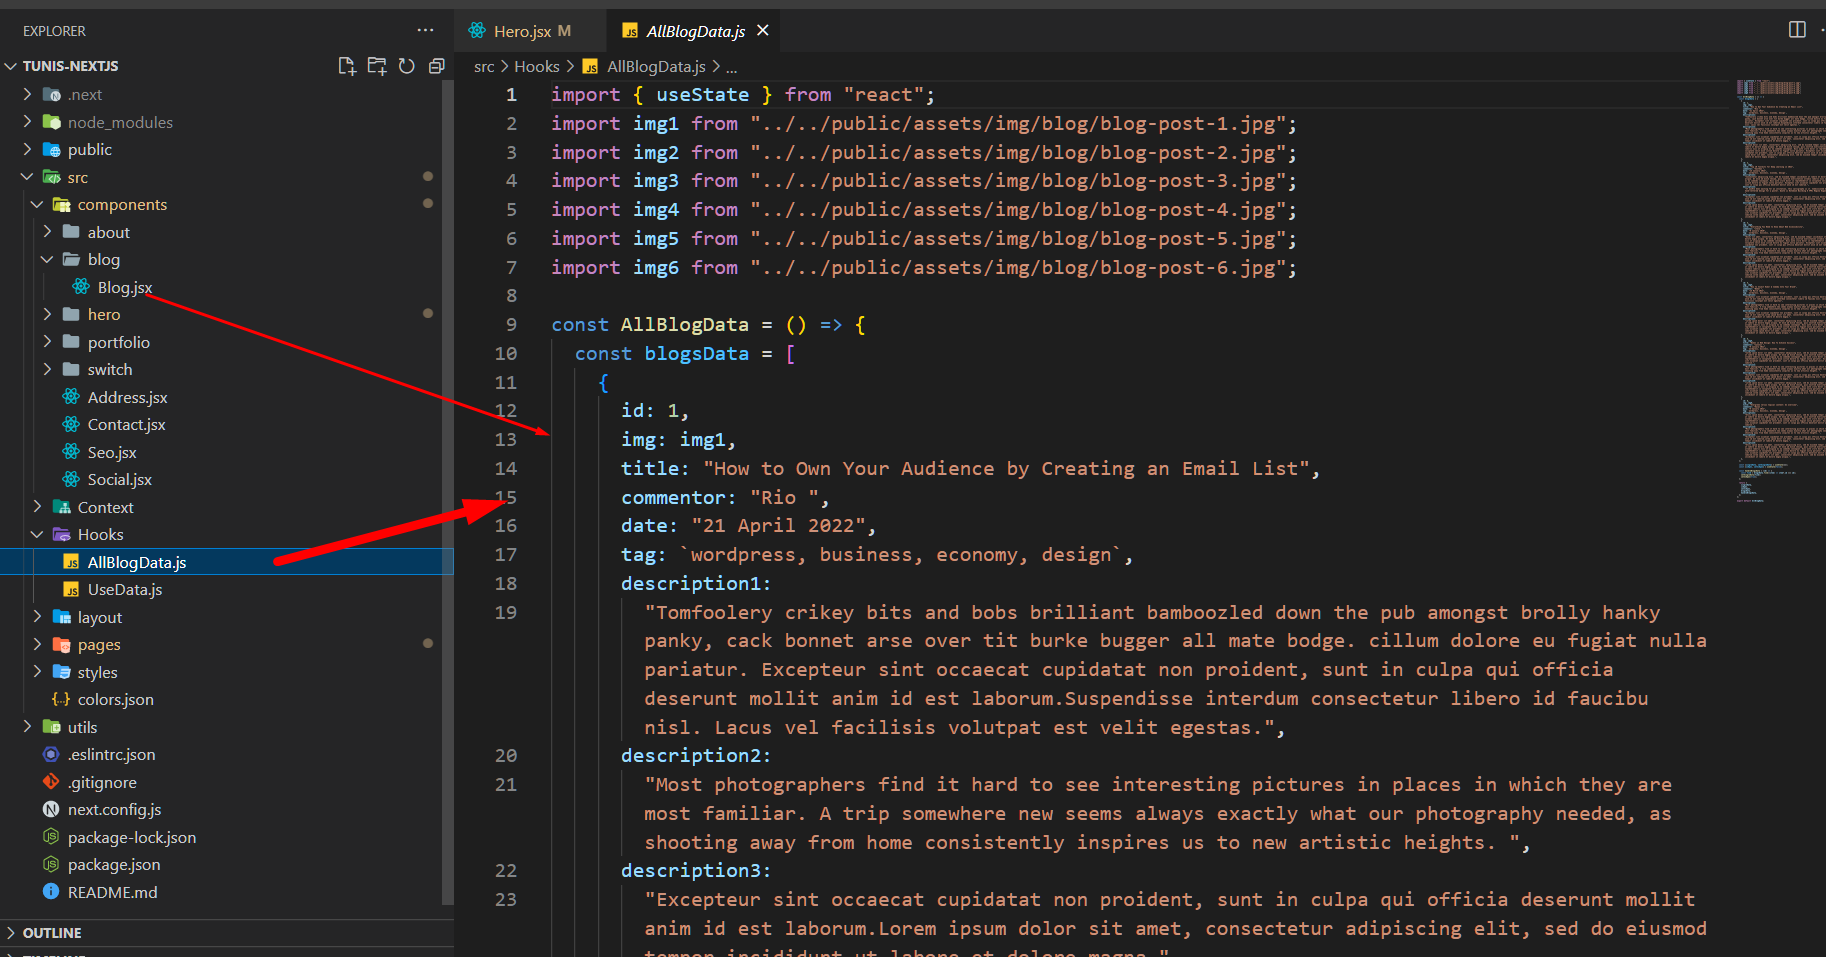 EXPLORER
TUNIS-NEXTJS
.next
node_modules
public
src
components
about
blog
Blog.jsx
hero
portfolio
switch
Address.jsx
Contact.jsx
Seo.jsx
Social.jsx
Context
Hooks
AllBlogData.js
UseData.js
layout
pages
styles
colors.json
utils
.eslintrc.json
.gitignore
next.config.js
package-lock.json
package.json
README.md
OUTLINE
Hero.jsx M
AllBlogData.js
src > Hooks > AllBlogData.js > ...
1 import { useState } from "react";
2 import img1 from "../../public/assets/img/blog/blog-post-1.jpg";
3 import img2 from "../../public/assets/img/blog/blog-post-2.jpg";
4 import img3 from "../../public/assets/img/blog/blog-post-3.jpg";
5 import img4 from "../../public/assets/img/blog/blog-post-4.jpg";
6 import img5 from "../../public/assets/img/blog/blog-post-5.jpg";
7 import img6 from "../../public/assets/img/blog/blog-post-6.jpg";
8
9 const AllBlogData = () => {
10 const blogsData = [
11 {
12 id: 1,
13 img: img1,
14 title: "How to Own Your Audience by Creating an Email List",
15 commentor: "Rio ",
16 date: "21 April 2022",
17 tag: `wordpress, business, economy, design`,
18 description1:
19 "Tomfoolery crikey bits and bobs brilliant bamboozled down the pub amongst brolly hanky
panky, cack bonnet arse over tit burke bugger all mate bodge. cillum dolore eu fugiat nulla
pariatur. Excepteur sint occaecat cupidatat non proident, sunt in culpa qui officia
deserunt mollit anim id est laborum.Suspendisse interdum consectetur libero id faucibu
nisl. Lacus vel facilisis volutpat est velit egestas.",
20 description2:
21 "Most photographers find it hard to see interesting pictures in places in which they are
most familiar. A trip somewhere new seems always exactly what our photography needed, as
shooting away from home consistently inspires us to new artistic heights. ",
22 description3:
23 "Excepteur sint occaecat cupidatat non proident, sunt in culpa qui officia deserunt mollit
anim id est laborum.Lorem ipsum dolor sit amet, consectetur adipiscing elit, sed do eiusmod
tempor incididunt ut labore et dolore magna."